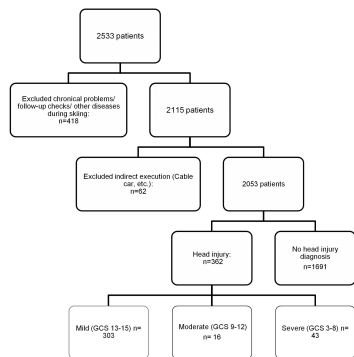 2533 patients
Excluded chronical problems/
follow-up checks/ other diseases
during skiing:
n=418
2115
patients
Excluded indirect execution (Cable
car, etc.):
n=62
2053
patients
Head injury:
n=362
No head injury
diagnosis
n=1691
Mild (GCS 13-15) n=
303
Moderate (GCS 9-12)
n= 16
Severe (GCS 3-8) n=
43